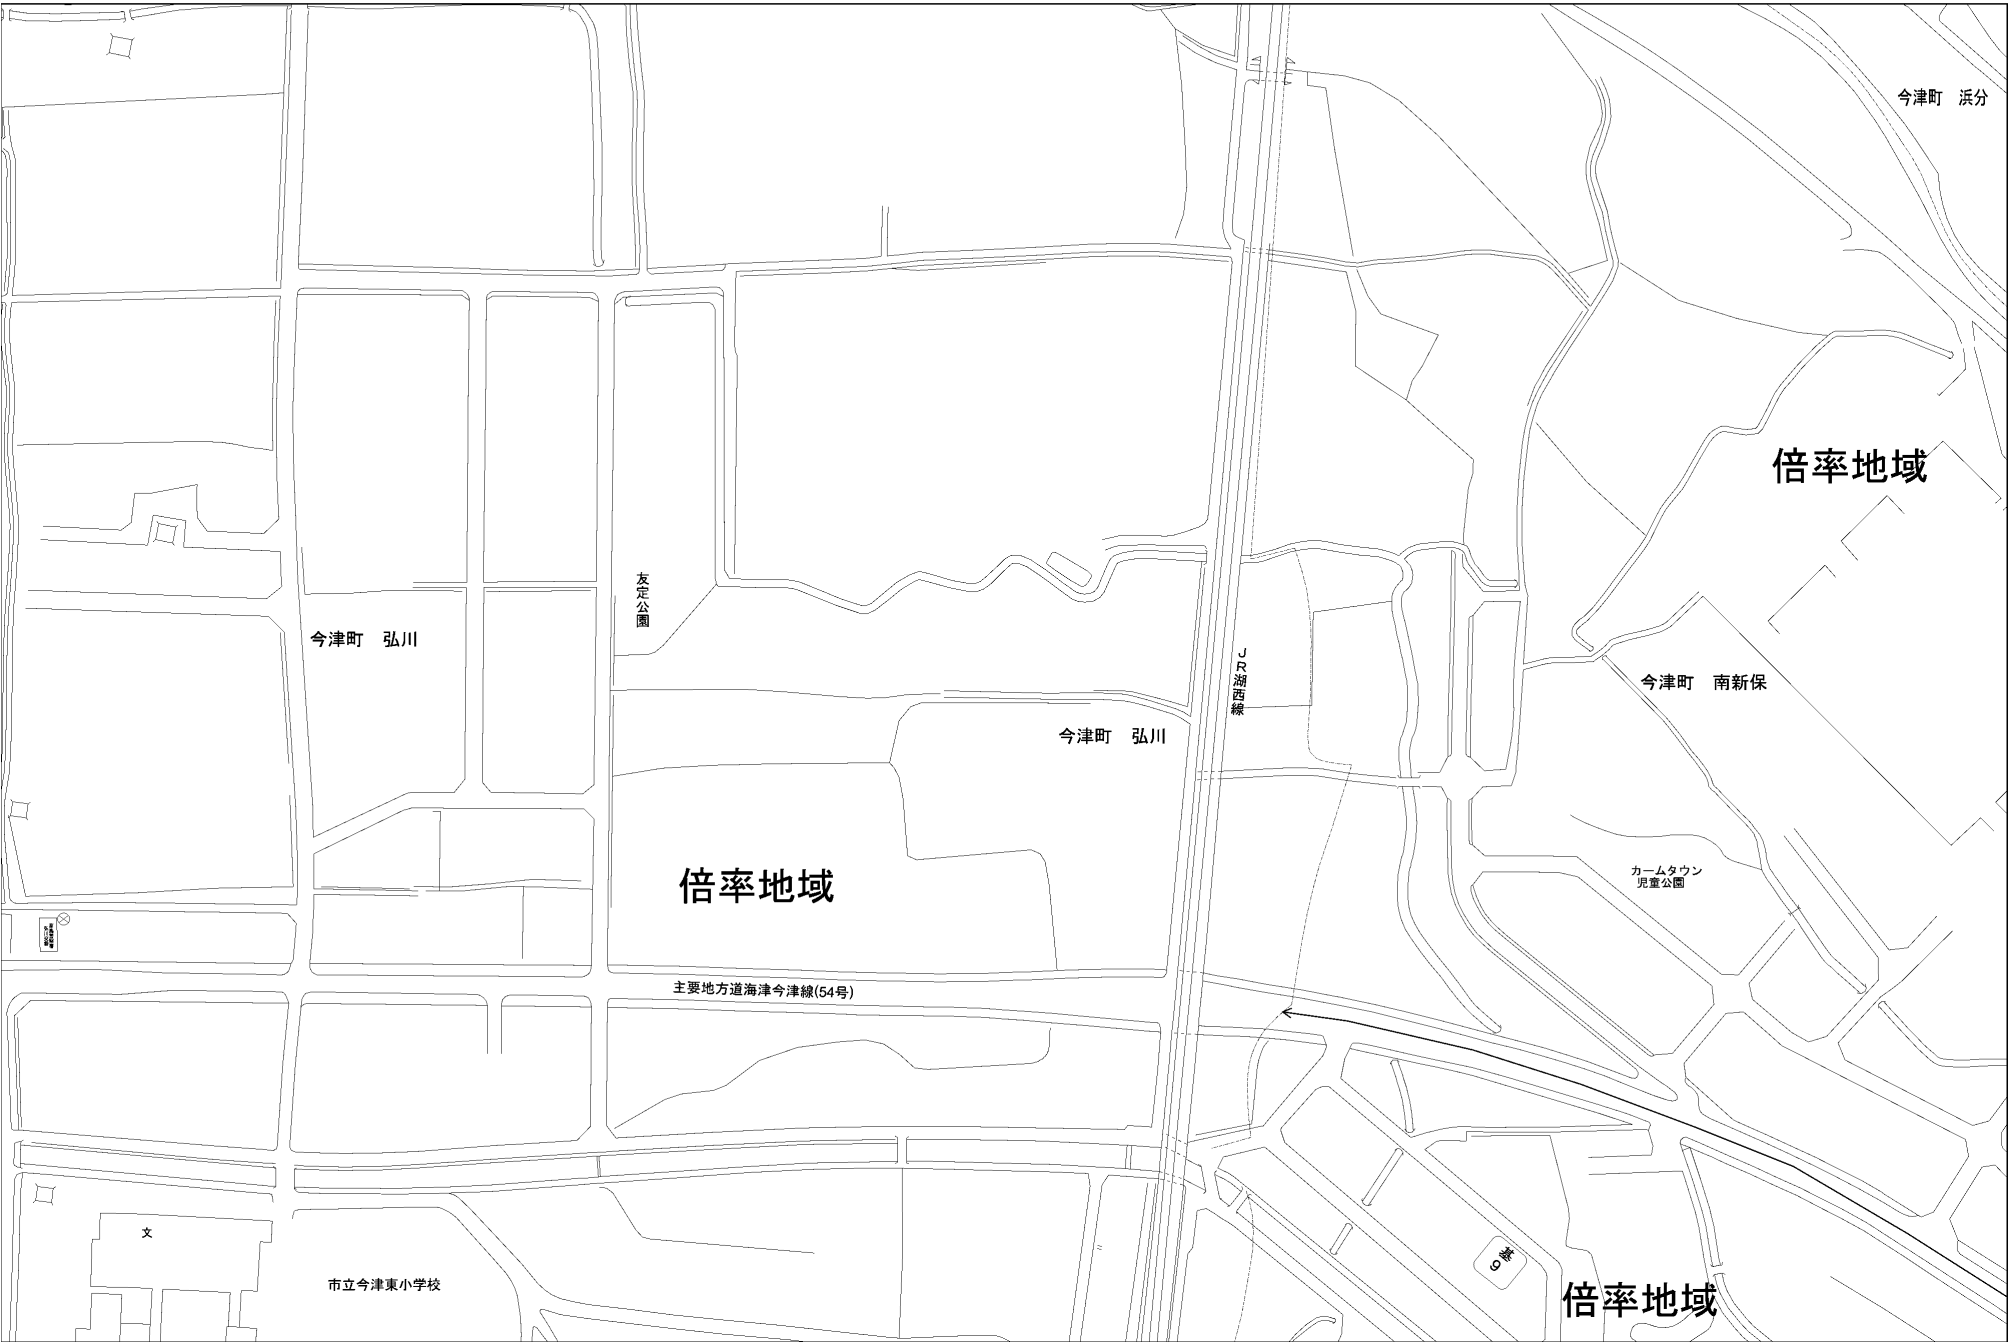 今津町　浜分
倍率地域
友定公園
今津町　弘川
JR湖西線
今津町　南新保
今津町　弘川
カームタウン
児童公園
倍率地域
主要地方道海津今津線(54号)
文
市立今津東小学校
基
9
倍率地域